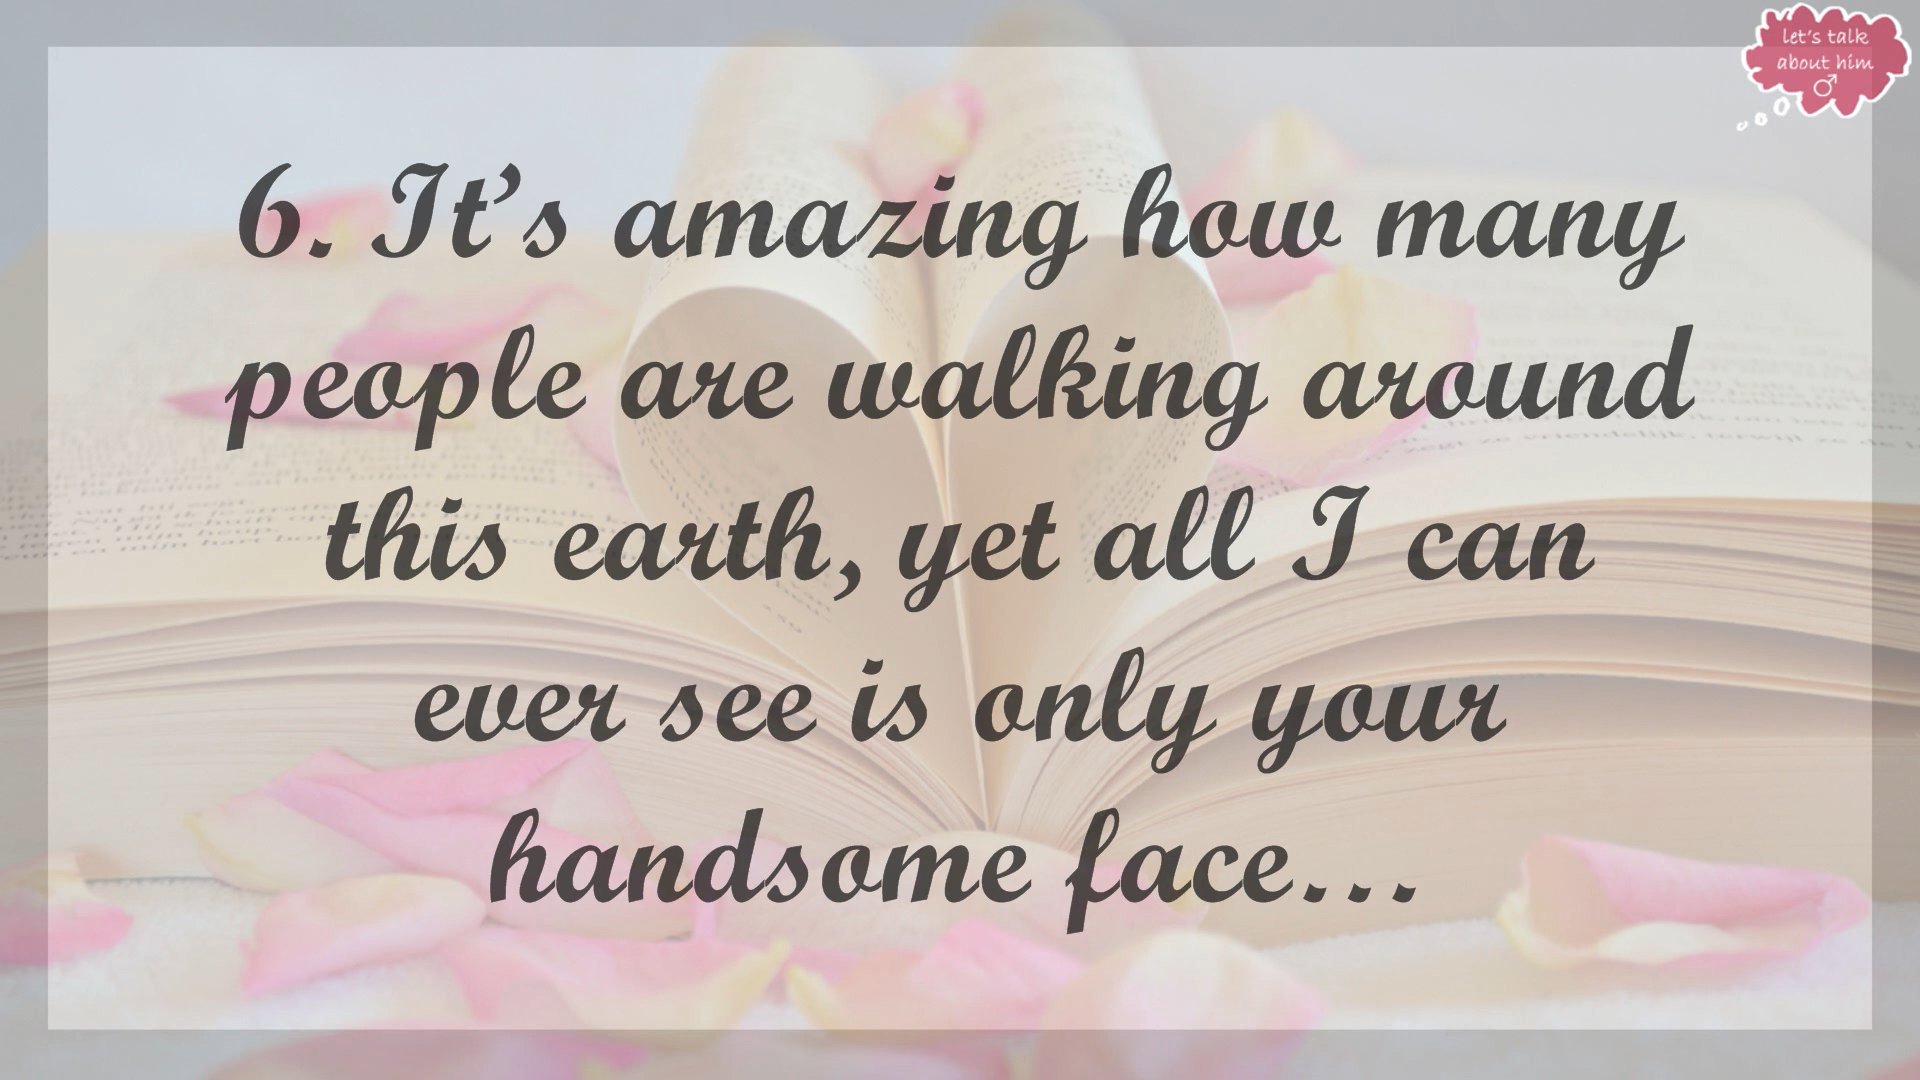 let's talk
about him
6. It's amazing how many
people are walking around
this earth, yet all I can
ever see is only your
handsome face...